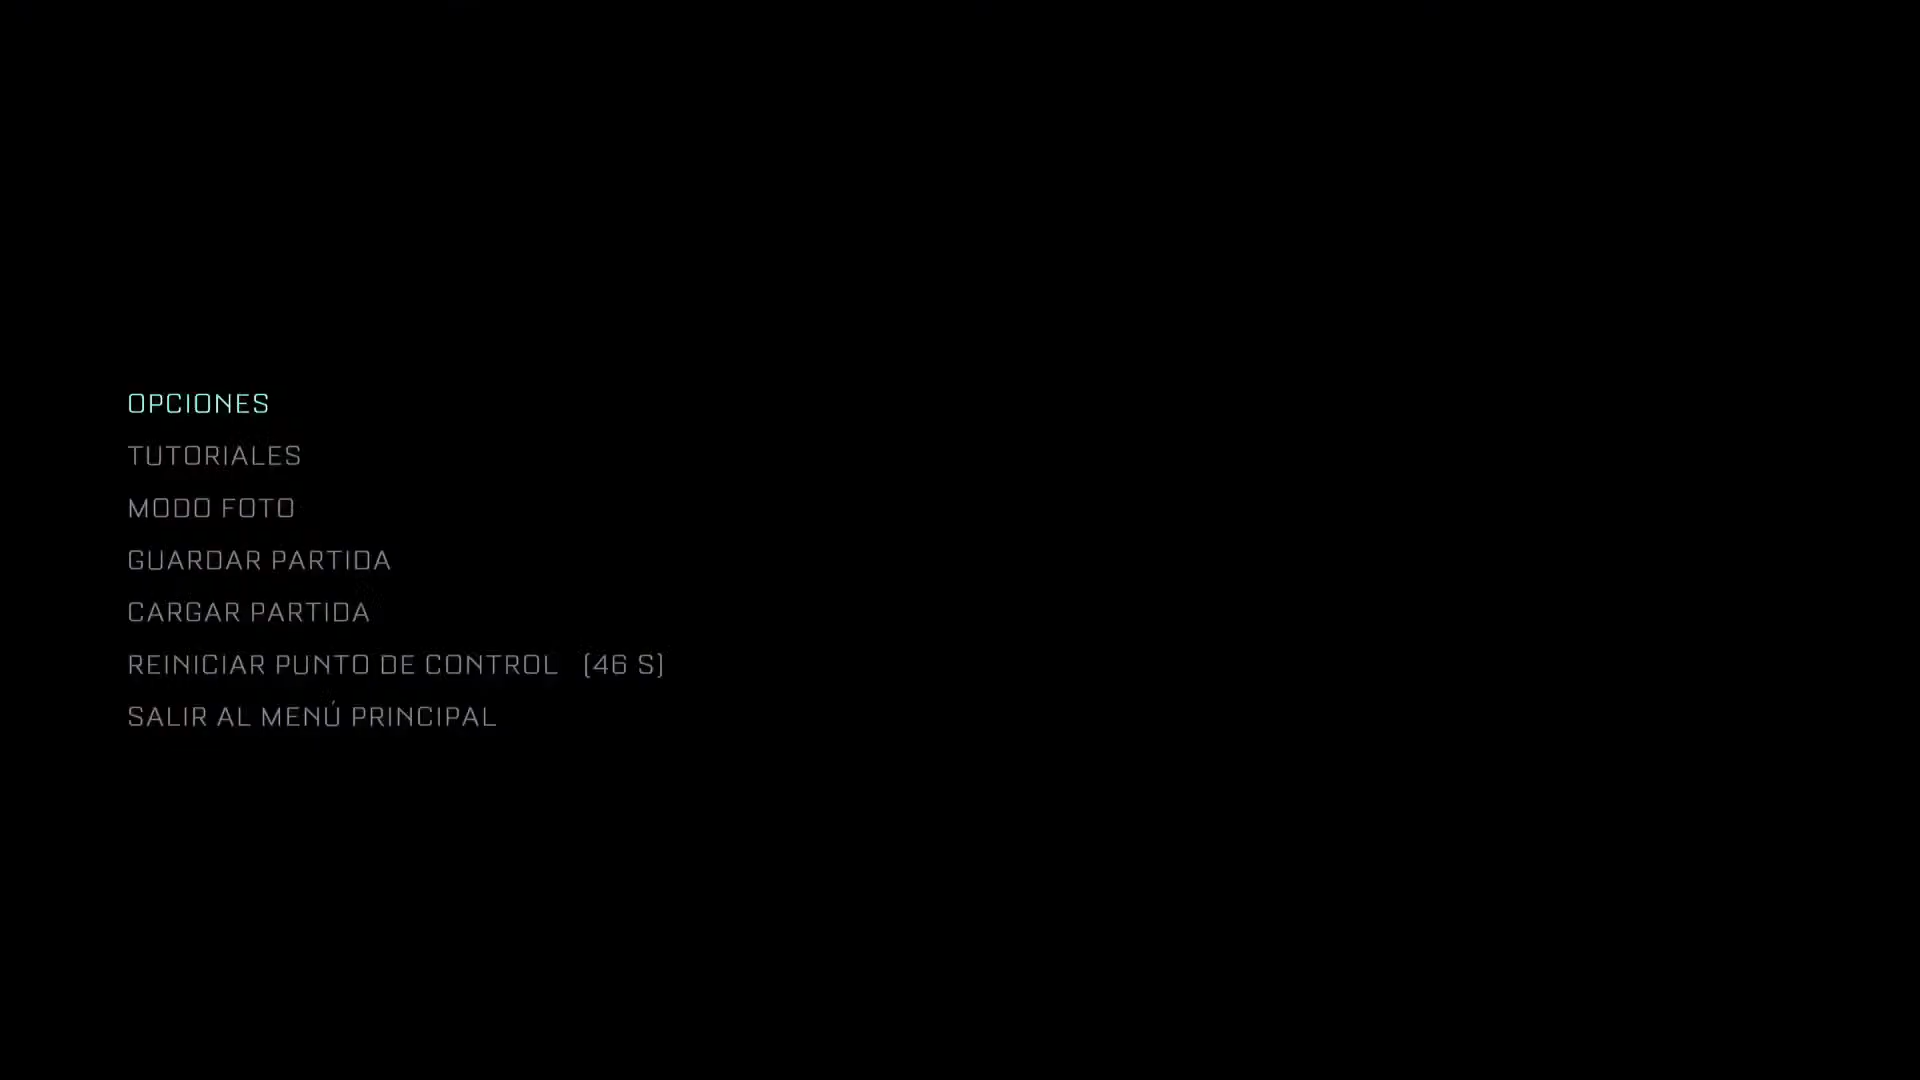 OPCIONES
TUTORIALES
MODO FOTO
GUARDAR PARTIDA
CARGAR PARTIDA
REINICIAR PUNTO DE CONTROL (46 S)
SALIR AL MENÚ PRINCIPAL